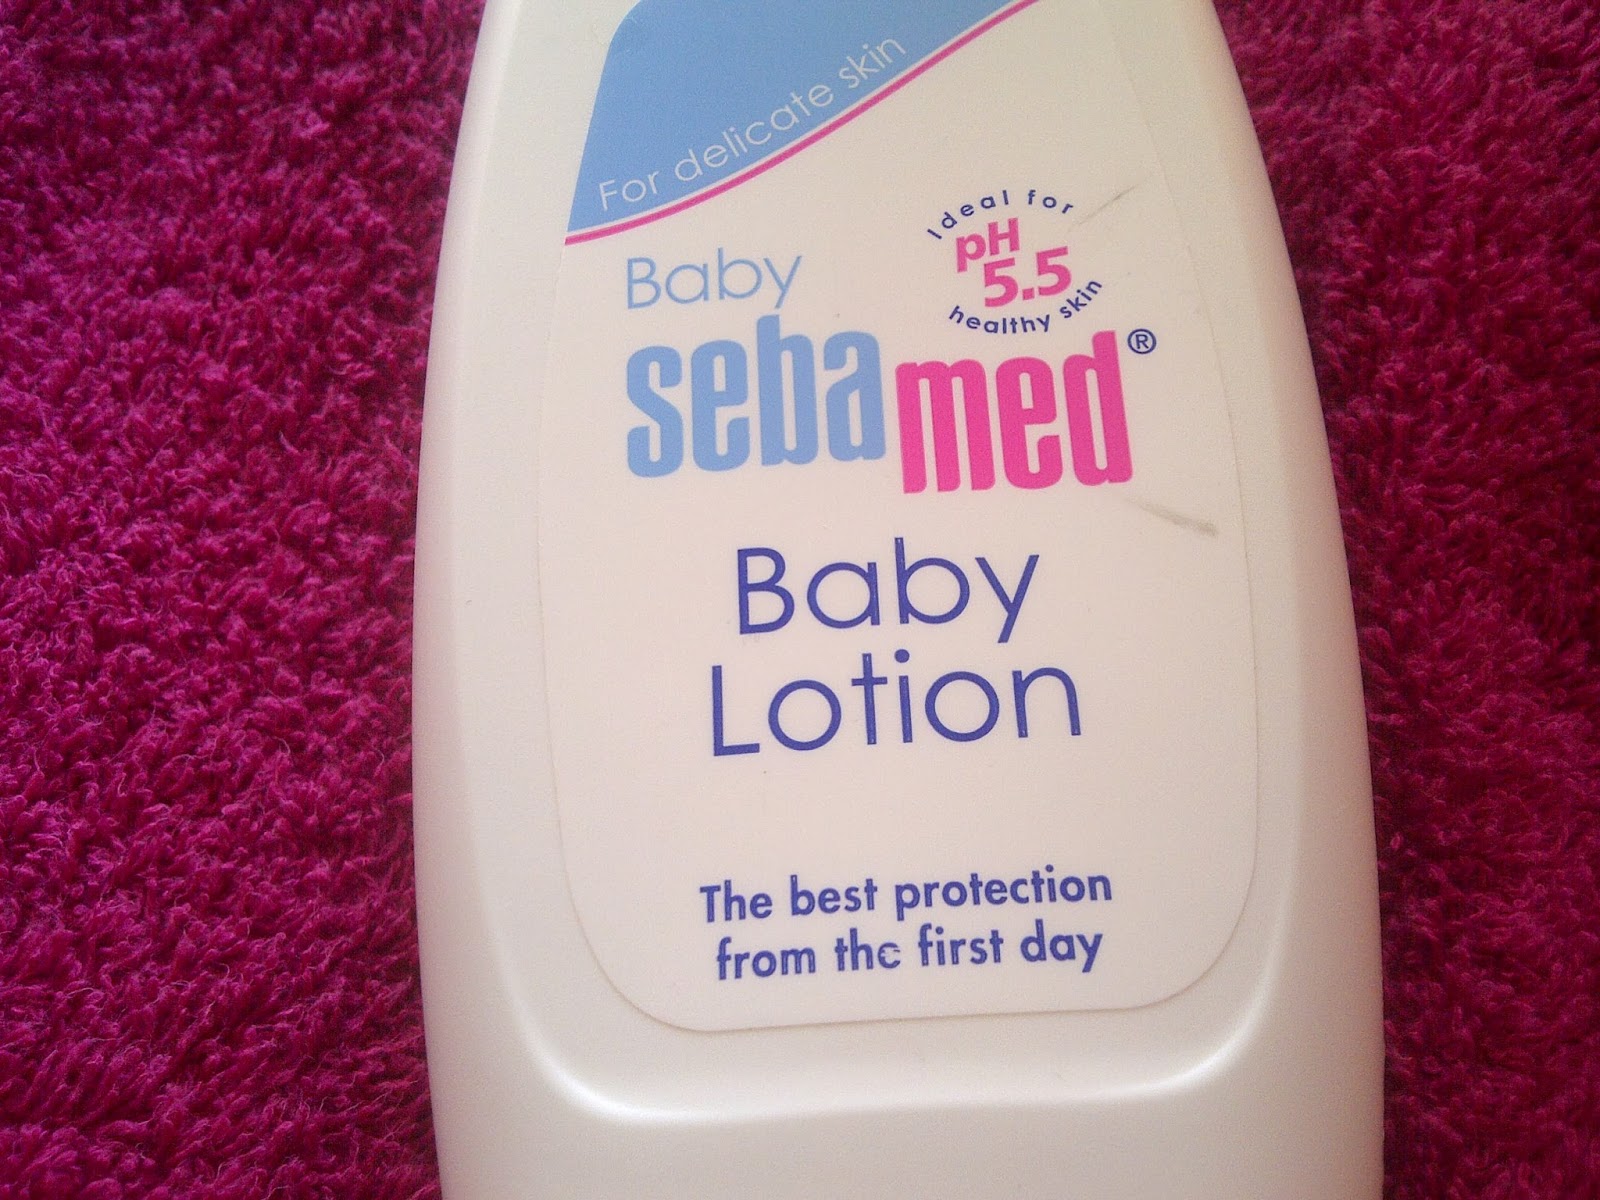 For delicate skin
Ideal for
pH
5.5
healthy skin
Baby
sebamed®
Baby
Lotion
The best protection
from the first day